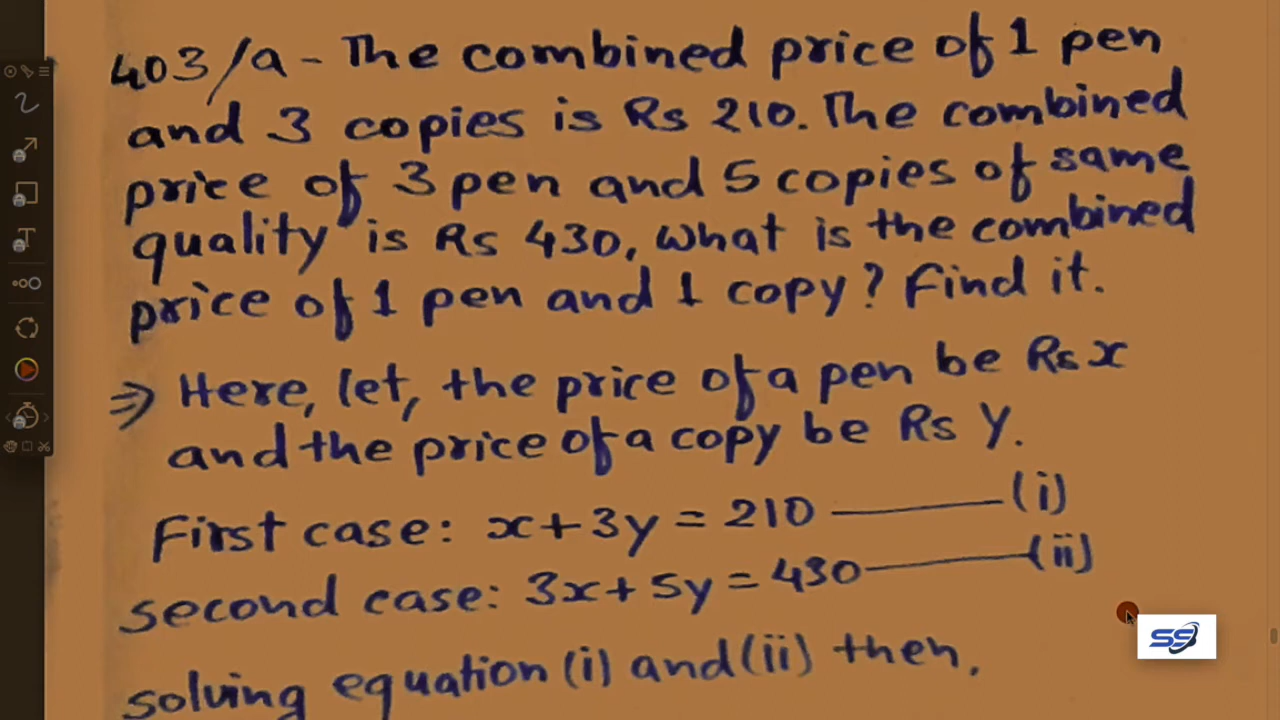 403/a - The combined price of 1 pen
and 3 copies is Rs 210. The combined
price of 3 pen and 5 copies of same
quality is Rs 430, what is the combined
price of 1 pen and 1 copy? Find it.
⇒ Here, let, the price of a pen be Rs x
and the price of a copy be Rs y.
First case: x+3y = 210 ——— (i)
second case: 3x+5y = 430 ——— (ii)
solving equation (i) and (ii) then,
SS